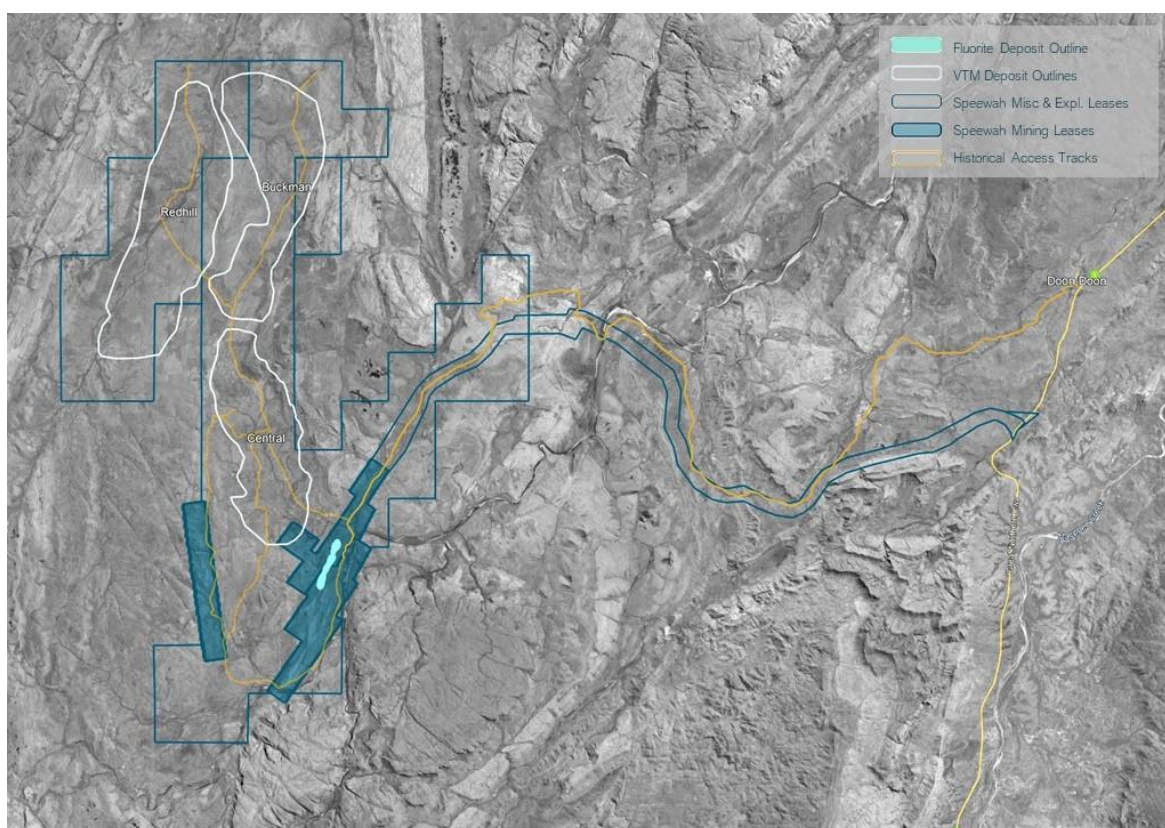 Fluorite Deposit Outline
VTM Deposit Outlines
Speewah Misc & Expl. Leases
Speewah Mining Leases
Historical Access Tracks
Buckman
Redhill
Doon Doon
Central